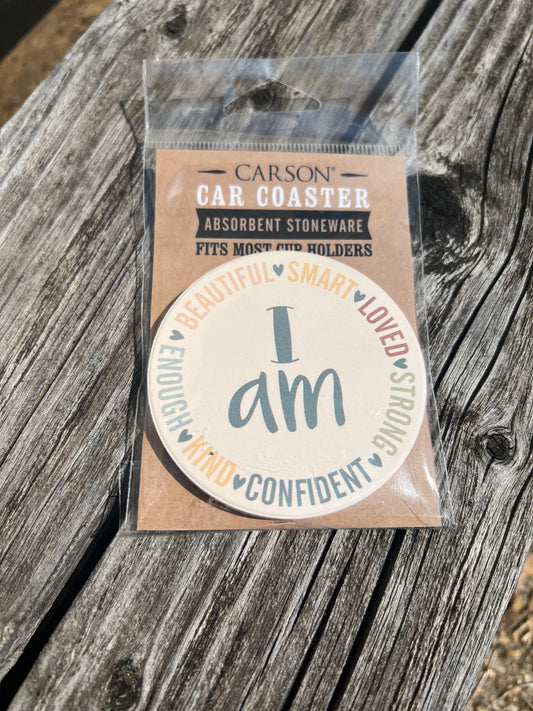 CARSON®
CAR COASTER
ABSORBENT STONEWARE
FITS MOST CUP HOLDERS
I
am
BEAUTIFUL SMART LOVED STRONG CONFIDENT KIND ENOUGH